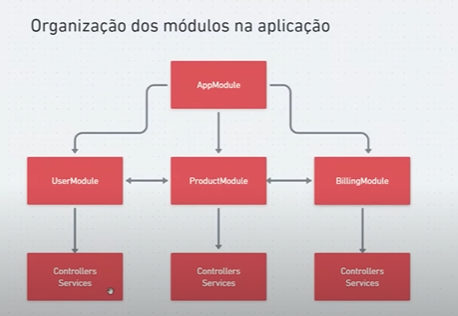 Organização dos módulos na aplicação
AppModule
UserModule
ProductModule
BillingModule
Controllers
Services
Controllers
Services
Controllers
Services